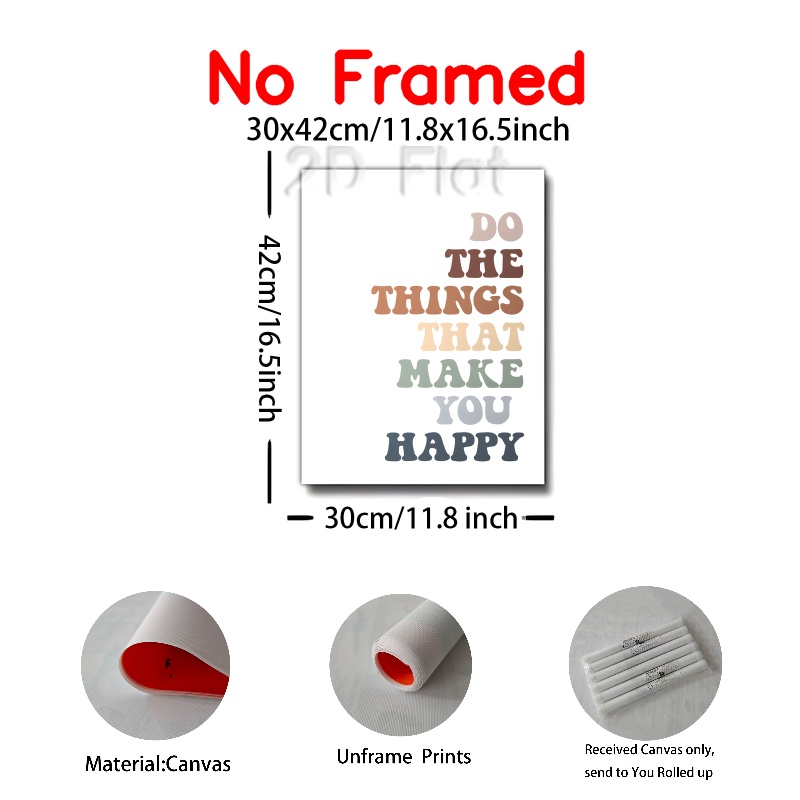 No Framed
30x42cm/11.8x16.5inch
2D Flat
42cm/16.5inch
DO
THE
THINGS
THAT
MAKE
YOU
HAPPY
30cm/11.8 inch
Material:Canvas
Unframe Prints
Received Canvas only,
send to You Rolled up